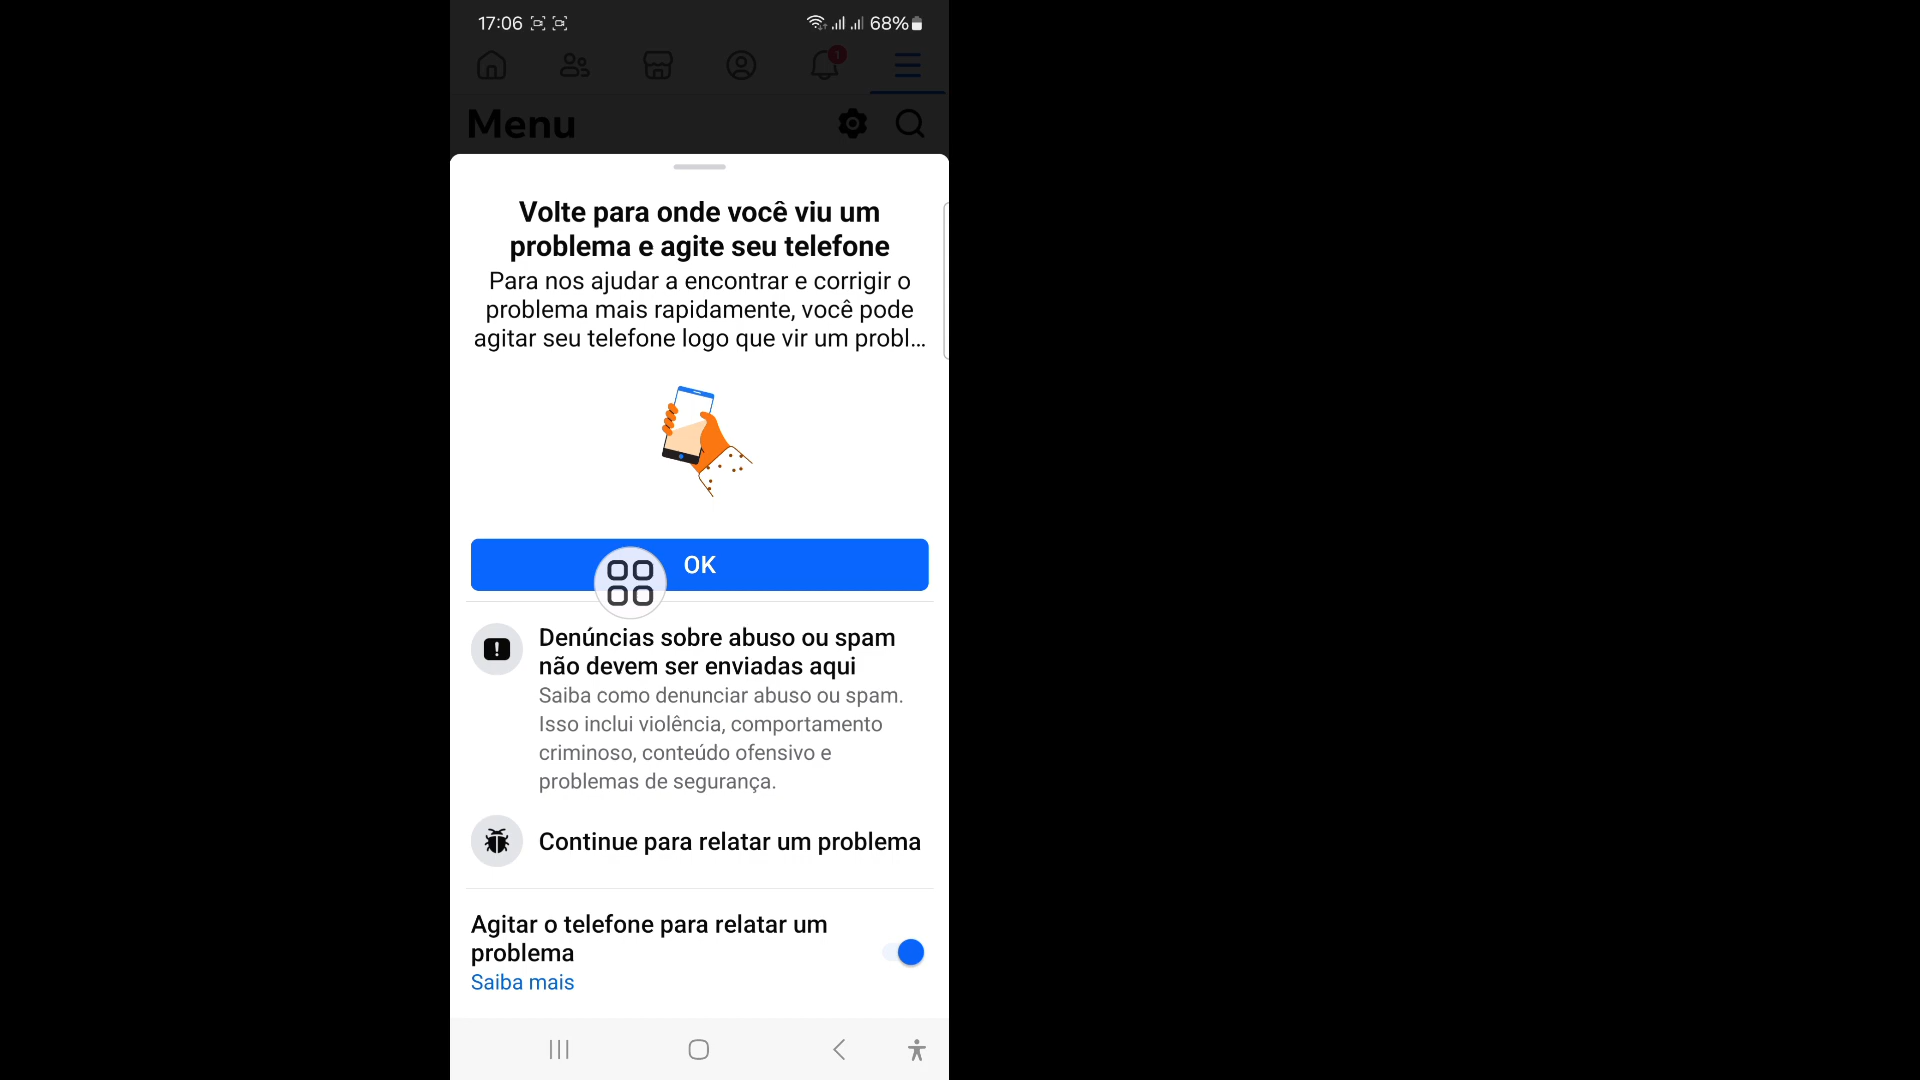 17:06
68%
1
Menu
Volte para onde você viu um
problema e agite seu telefone
Para nos ajudar a encontrar e corrigir o
problema mais rapidamente, você pode
agitar seu telefone logo que vir um probl...
OK
Denúncias sobre abuso ou spam
não devem ser enviadas aqui
Saiba como denunciar abuso ou spam.
Isso inclui violência, comportamento
criminoso, conteúdo ofensivo e
problemas de segurança.
Continue para relatar um problema
Agitar o telefone para relatar um
problema
Saiba mais